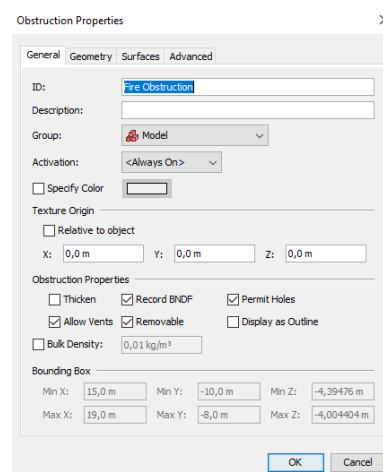 Obstruction Properties
General Geometry Surfaces Advanced
ID: Fire Obstruction
Description:
Group: Model
Activation: <Always On>
Specify Color
Texture Origin
Relative to object
X: 0,0 m Y: 0,0 m Z: 0,0 m
Obstruction Properties
Thicken Record BNDF Permit Holes
Allow Vents Removable Display as Outline
Bulk Density: 0,01 kg/m³
Bounding Box
Min X: 15,0 m Min Y: -10,0 m Min Z: -4,39476 m
Max X: 19,0 m Max Y: -8,0 m Max Z: -4,004404 m
OK Cancel